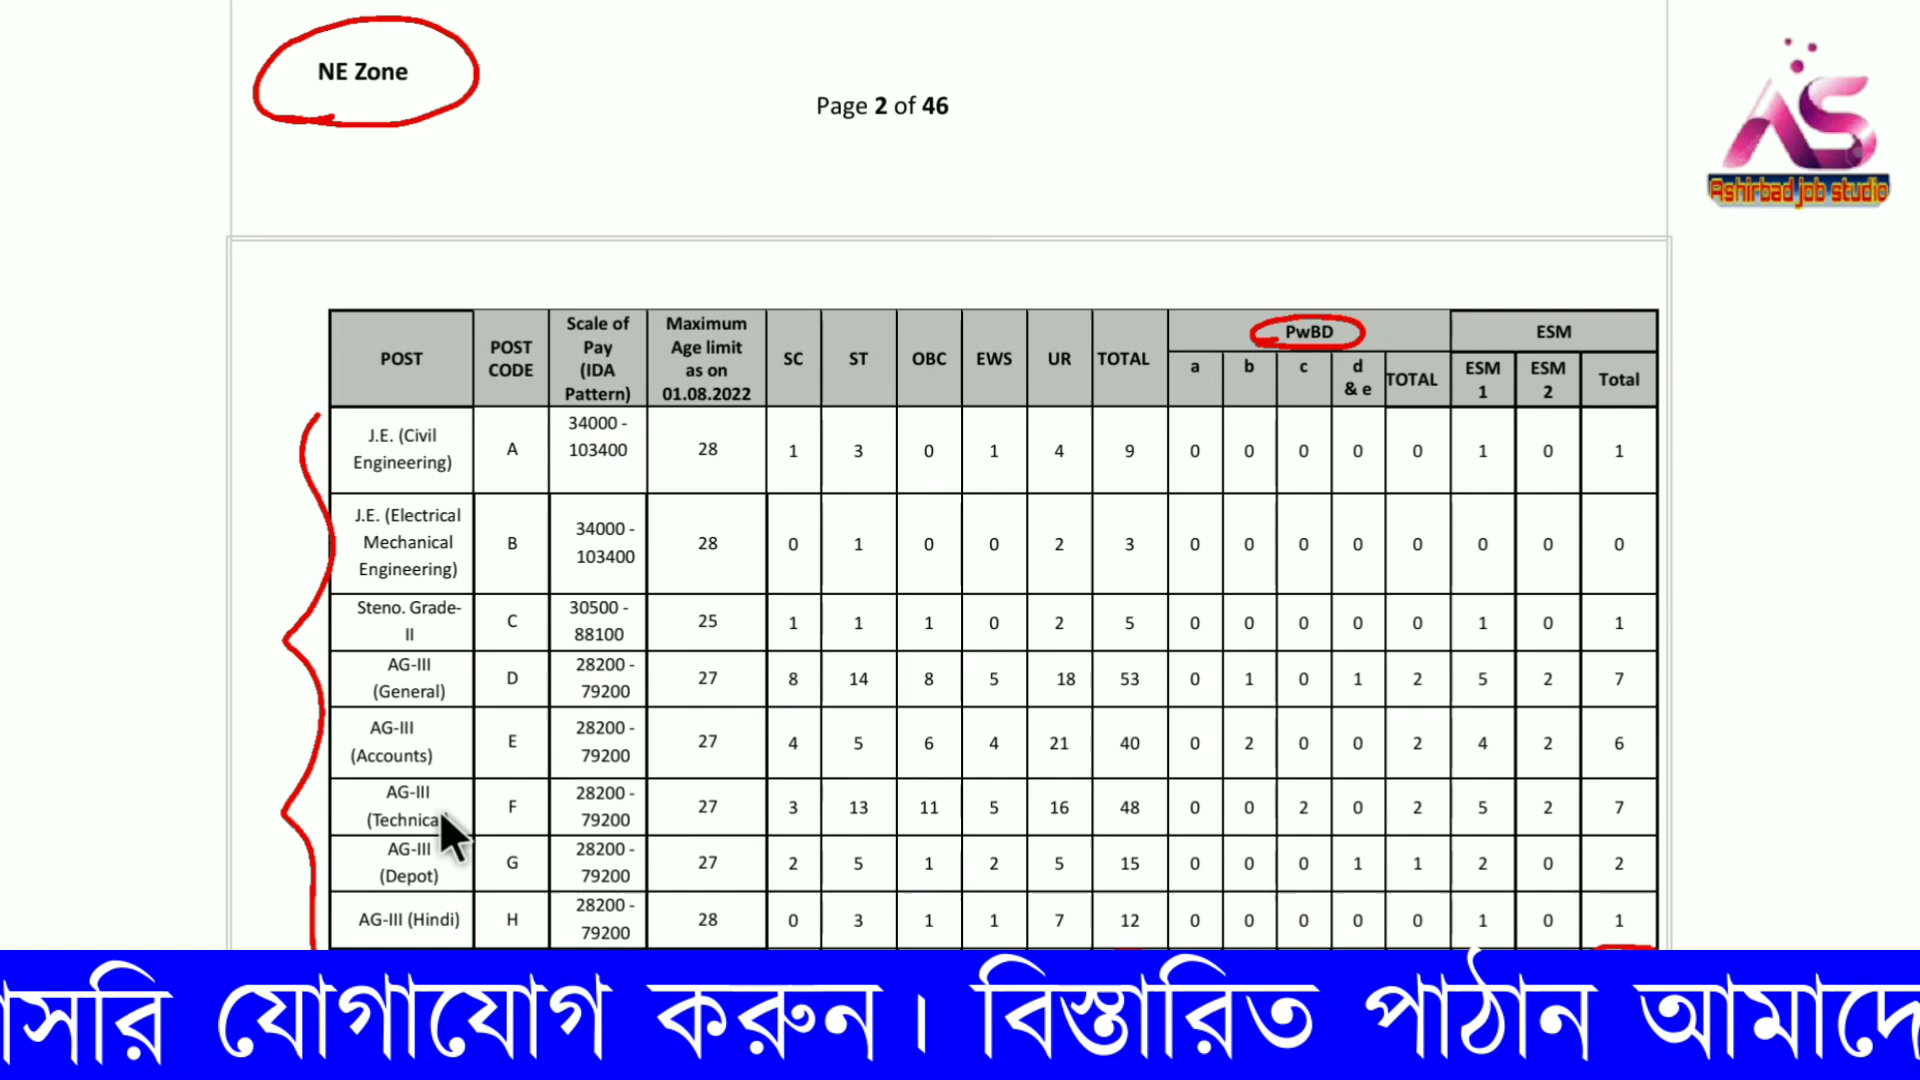 NE Zone
Page 2 of 46
Ashirbad job studio
POST POST CODE Scale of Pay (IDA Pattern) Maximum Age limit as on 01.08.2022 SC ST OBC EWS UR TOTAL PwBD ESM
a b c d & e TOTAL ESM 1 ESM 2 Total
J.E. (Civil Engineering) A 34000 - 103400 28 1 3 0 1 4 9 0 0 0 0 0 1 0 1
J.E. (Electrical Mechanical Engineering) B 34000 - 103400 28 0 1 0 0 2 3 0 0 0 0 0 0 0 0
Steno. Grade-II C 30500 - 88100 25 1 1 1 0 2 5 0 0 0 0 0 1 0 1
AG-III (General) D 28200 - 79200 27 8 14 8 5 18 53 0 1 0 1 2 5 2 7
AG-III (Accounts) E 28200 - 79200 27 4 5 6 4 21 40 0 2 0 0 2 4 2 6
AG-III (Technica F 28200 - 79200 27 3 13 11 5 16 48 0 0 2 0 2 5 2 7
AG-III (Depot) G 28200 - 79200 27 2 5 1 2 5 15 0 0 0 1 1 2 0 2
AG-III (Hindi) H 28200 - 79200 28 0 3 1 1 7 12 0 0 0 0 0 1 0 1
াসরি যোগাযোগ করুন। বিস্তারিত পাঠান আমাদে